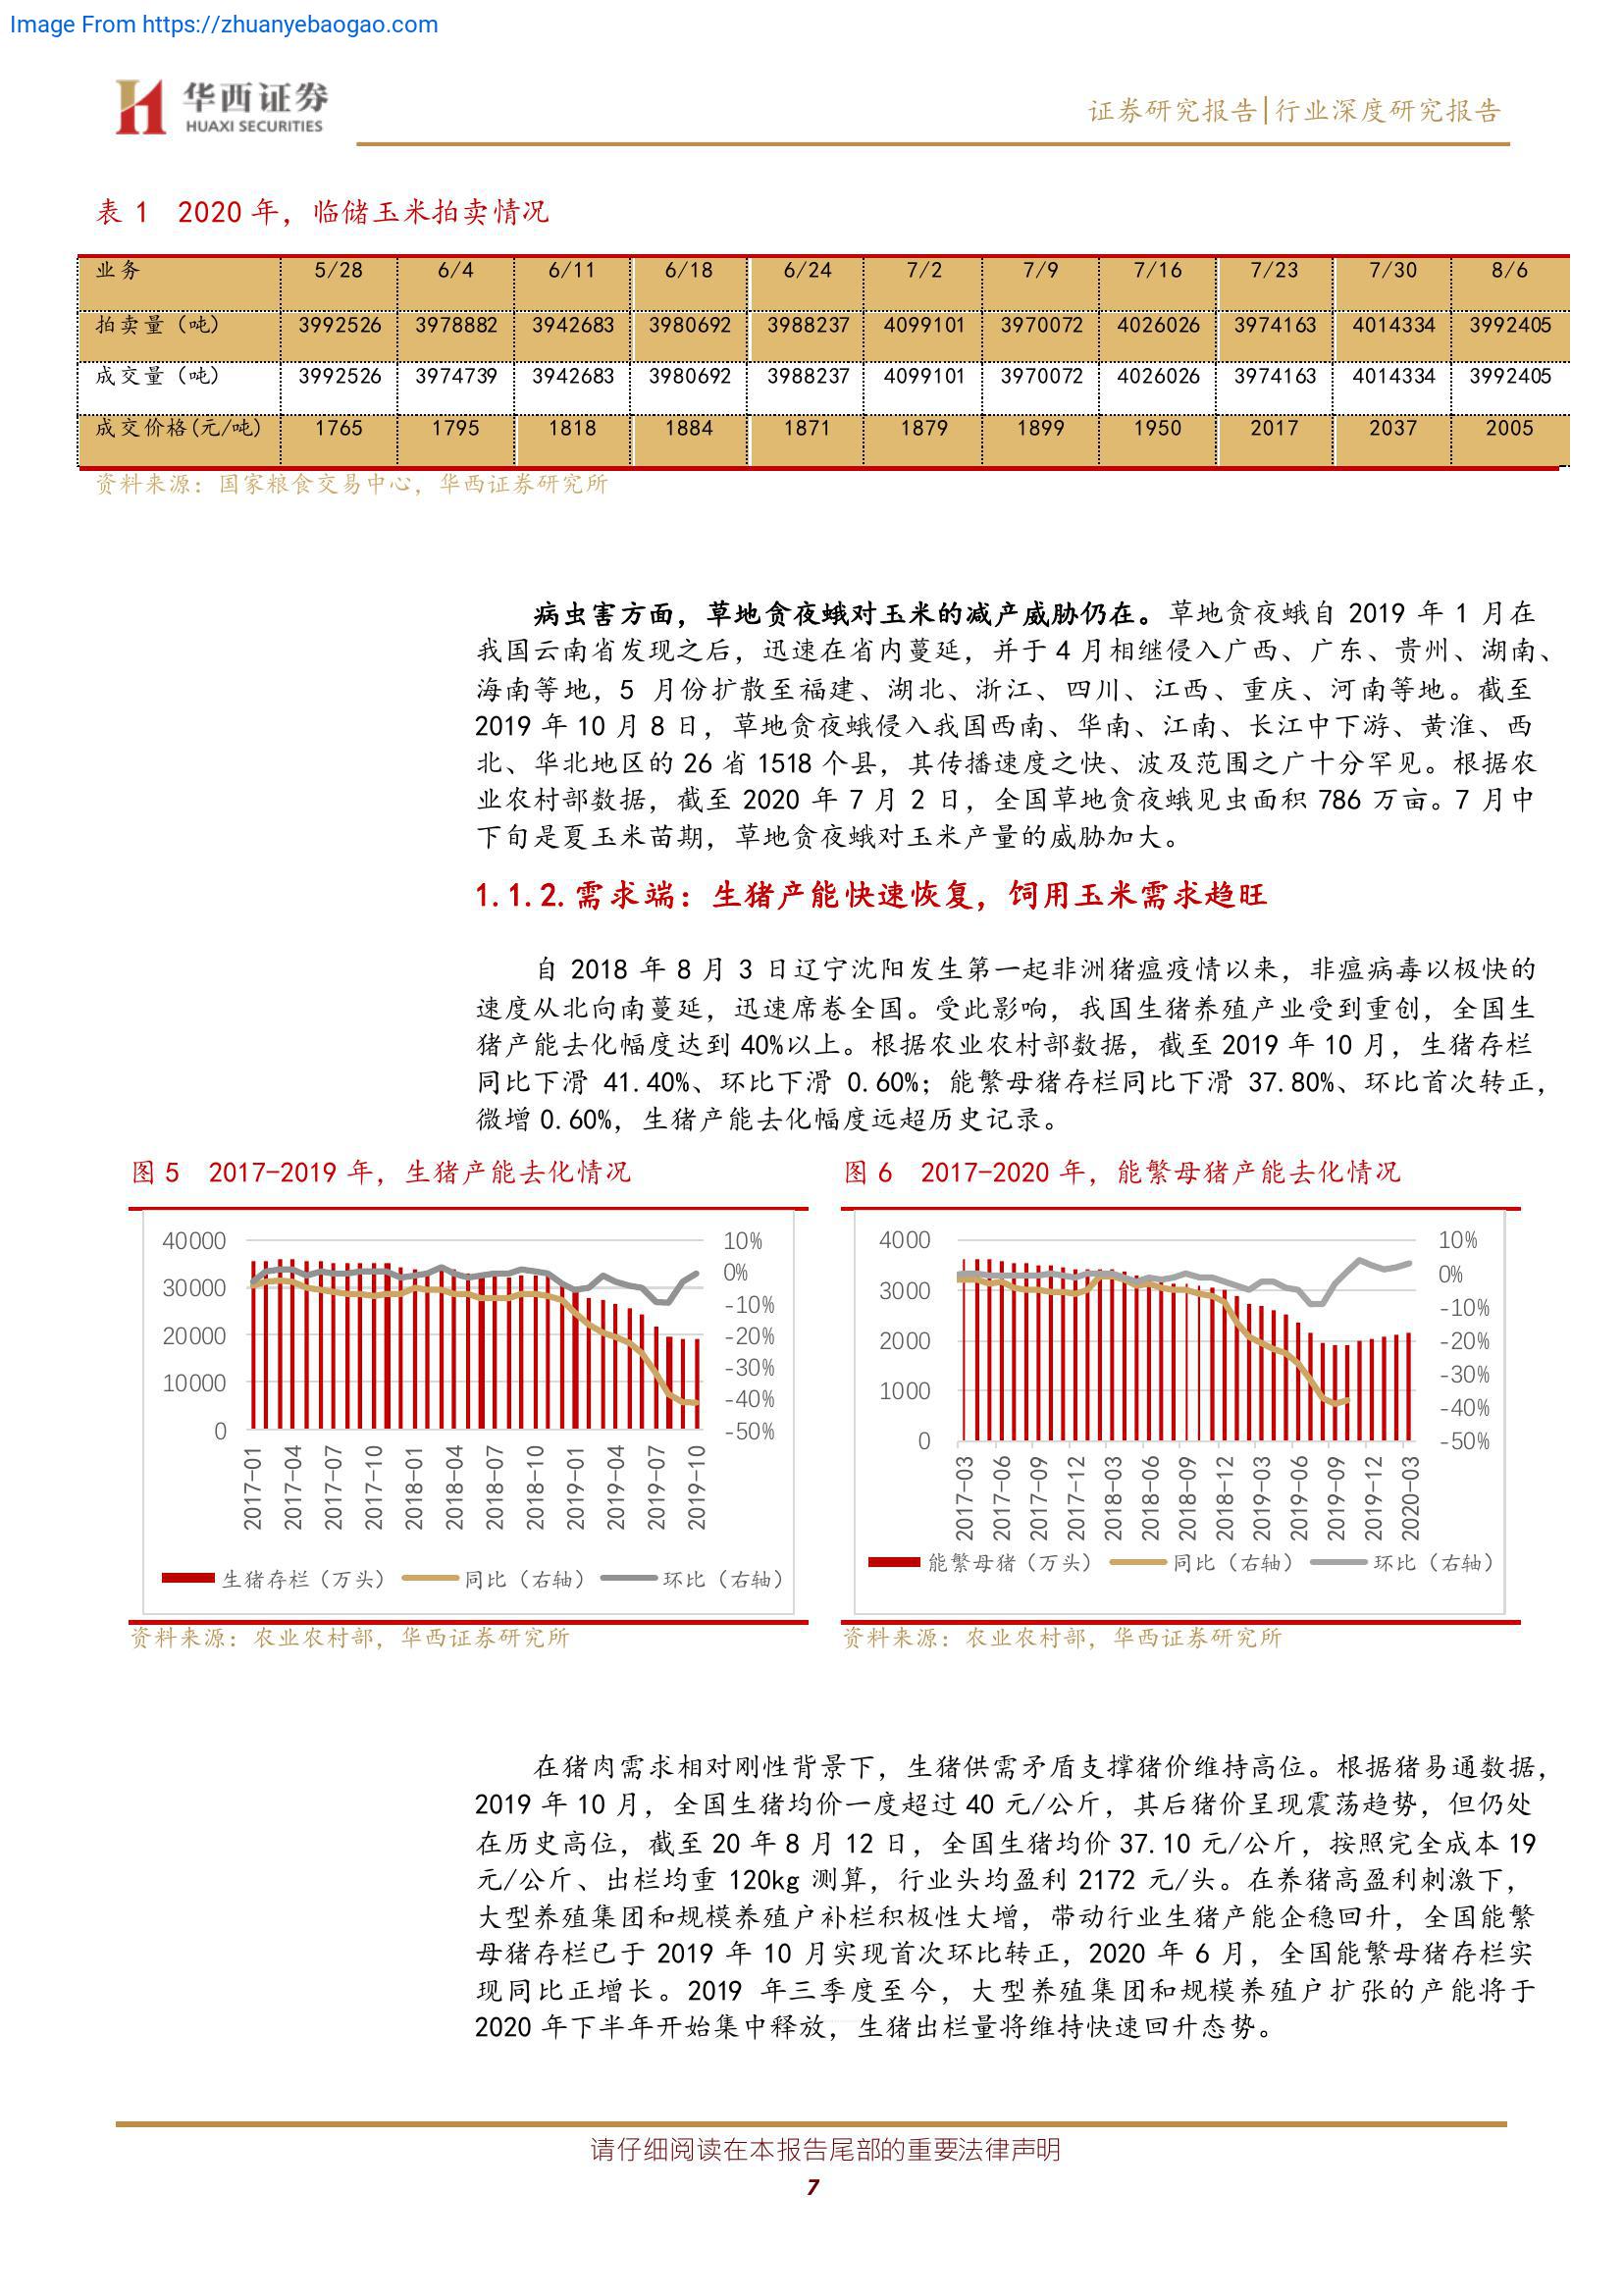 Image From https://zhuanyebaogao.com
华西证券
HUAXI SECURITIES
证券研究报告|行业深度研究报告
表 1 2020 年，临储玉米拍卖情况
业务 5/28 6/4 6/11 6/18 6/24 7/2 7/9 7/16 7/23 7/30 8/6
拍卖量（吨） 3992526 3978882 3942683 3980692 3988237 4099101 3970072 4026026 3974163 4014334 3992405
成交量（吨） 3992526 3974739 3942683 3980692 3988237 4099101 3970072 4026026 3974163 4014334 3992405
成交价格(元/吨) 1765 1795 1818 1884 1871 1879 1899 1950 2017 2037 2005
资料来源：国家粮食交易中心，华西证券研究所
病虫害方面，草地贪夜蛾对玉米的减产威胁仍在。草地贪夜蛾自 2019 年 1 月在
我国云南省发现之后，迅速在省内蔓延，并于 4 月相继侵入广西、广东、贵州、湖南、
海南等地，5 月份扩散至福建、湖北、浙江、四川、江西、重庆、河南等地。截至
2019 年 10 月 8 日，草地贪夜蛾侵入我国西南、华南、江南、长江中下游、黄淮、西
北、华北地区的 26 省 1518 个县，其传播速度之快、波及范围之广十分罕见。根据农
业农村部数据，截至 2020 年 7 月 2 日，全国草地贪夜蛾见虫面积 786 万亩。7 月中
下旬是夏玉米苗期，草地贪夜蛾对玉米产量的威胁加大。
1.1.2.需求端：生猪产能快速恢复，饲用玉米需求趋旺
自 2018 年 8 月 3 日辽宁沈阳发生第一起非洲猪瘟疫情以来，非瘟病毒以极快的
速度从北向南蔓延，迅速席卷全国。受此影响，我国生猪养殖产业受到重创，全国生
猪产能去化幅度达到 40%以上。根据农业农村部数据，截至 2019 年 10 月，生猪存栏
同比下滑 41.40%、环比下滑 0.60%；能繁母猪存栏同比下滑 37.80%、环比首次转正，
微增 0.60%，生猪产能去化幅度远超历史记录。
图 5 2017-2019 年，生猪产能去化情况
40000
30000
20000
10000
0
10%
0%
-10%
-20%
-30%
-40%
-50%
2017-01 2017-04 2017-07 2017-10 2018-01 2018-04 2018-07 2018-10 2019-01 2019-04 2019-07 2019-10
生猪存栏（万头） 同比（右轴） 环比（右轴）
资料来源：农业农村部，华西证券研究所
图 6 2017-2020 年，能繁母猪产能去化情况
4000
3000
2000
1000
0
10%
0%
-10%
-20%
-30%
-40%
-50%
2017-03 2017-06 2017-09 2017-12 2018-03 2018-06 2018-09 2018-12 2019-03 2019-06 2019-09 2019-12 2020-03
能繁母猪（万头） 同比（右轴） 环比（右轴）
资料来源：农业农村部，华西证券研究所
在猪肉需求相对刚性背景下，生猪供需矛盾支撑猪价维持高位。根据猪易通数据，
2019 年 10 月，全国生猪均价一度超过 40 元/公斤，其后猪价呈现震荡趋势，但仍处
在历史高位，截至 20 年 8 月 12 日，全国生猪均价 37.10 元/公斤，按照完全成本 19
元/公斤、出栏均重 120kg 测算，行业头均盈利 2172 元/头。在养猪高盈利刺激下，
大型养殖集团和规模养殖户补栏积极性大增，带动行业生猪产能企稳回升，全国能繁
母猪存栏已于 2019 年 10 月实现首次环比转正，2020 年 6 月，全国能繁母猪存栏实
现同比正增长。2019 年三季度至今，大型养殖集团和规模养殖户扩张的产能将于
2020 年下半年开始集中释放，生猪出栏量将维持快速回升态势。
请仔细阅读在本报告尾部的重要法律声明
7